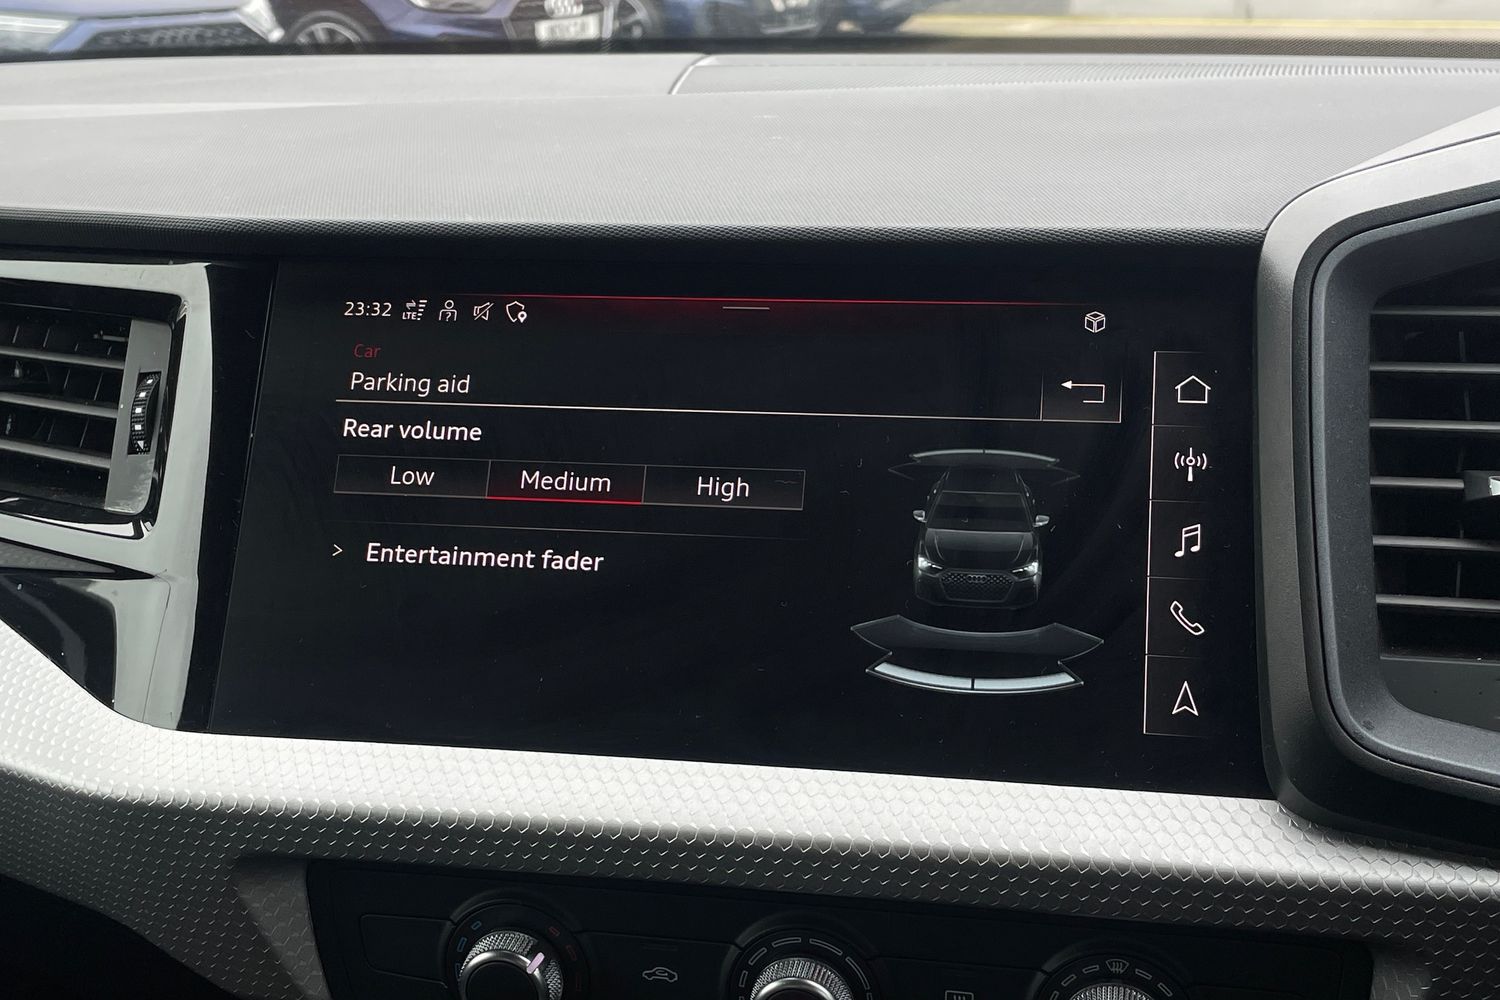 23:32 LTE
Car
Parking aid
Rear volume
Low Medium High
Entertainment fader